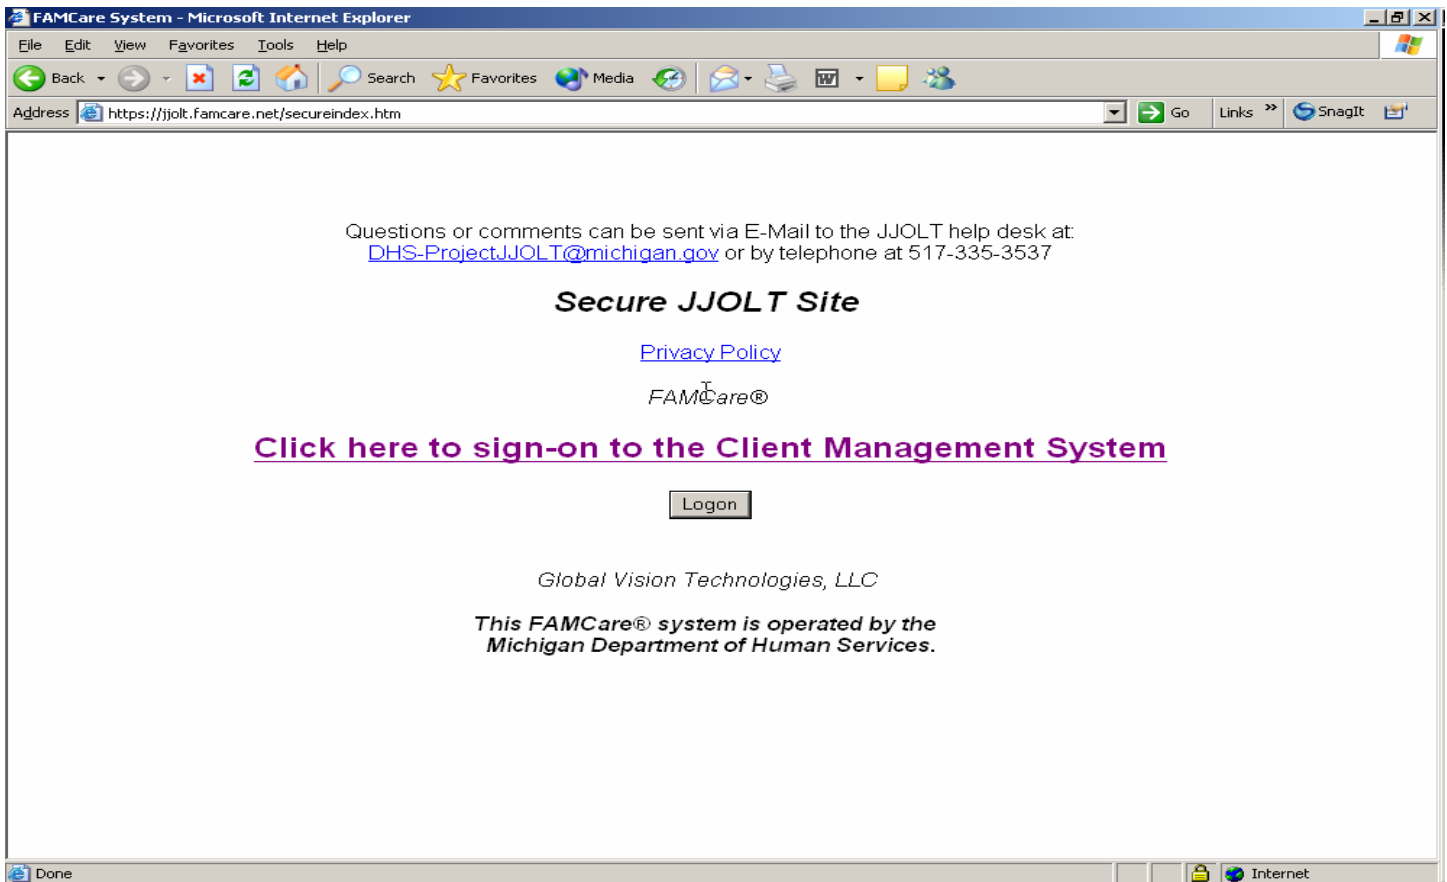 FAMCare System - Microsoft Internet Explorer
File Edit View Favorites Tools Help
Back Search Favorites Media
Address https://jjolt.famcare.net/secureindex.htm Go Links » SnagIt
Questions or comments can be sent via E-Mail to the JJOLT help desk at:
DHS-ProjectJJOLT@michigan.gov or by telephone at 517-335-3537
Secure JJOLT Site
Privacy Policy
FAMCare®
Click here to sign-on to the Client Management System
Logon
Global Vision Technologies, LLC
This FAMCare® system is operated by the
Michigan Department of Human Services.
Done Internet